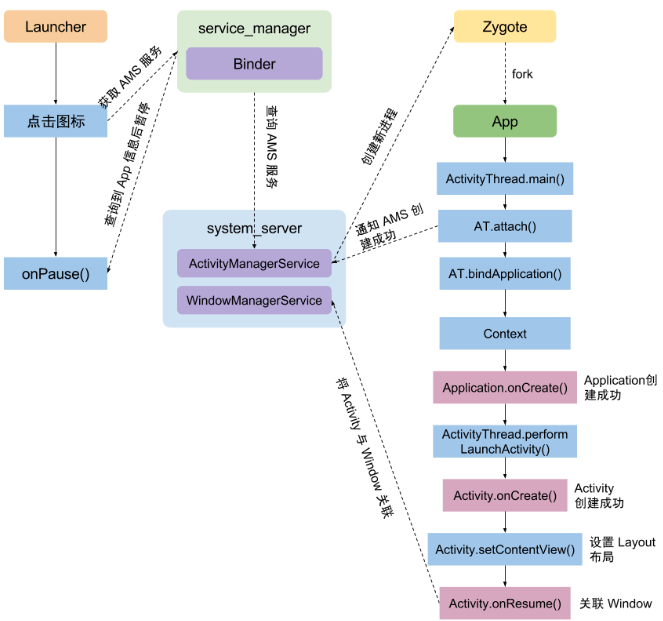 Launcher
点击图标
onPause()
获取 AMS 服务
查询到 App 信息后暂停
service_manager
Binder
查询 AMS 服务
system_server
ActivityManagerService
WindowManagerService
创建新进程
通知 AMS 创
建成功
将 Activity 与 Window 关联
Zygote
fork
App
ActivityThread.main()
AT.attach()
AT.bindApplication()
Context
Application.onCreate()
Application创
建成功
ActivityThread.perform
LaunchActivity()
Activity.onCreate()
Activity
创建成功
Activity.setContentView()
设置 Layout
布局
Activity.onResume()
关联 Window